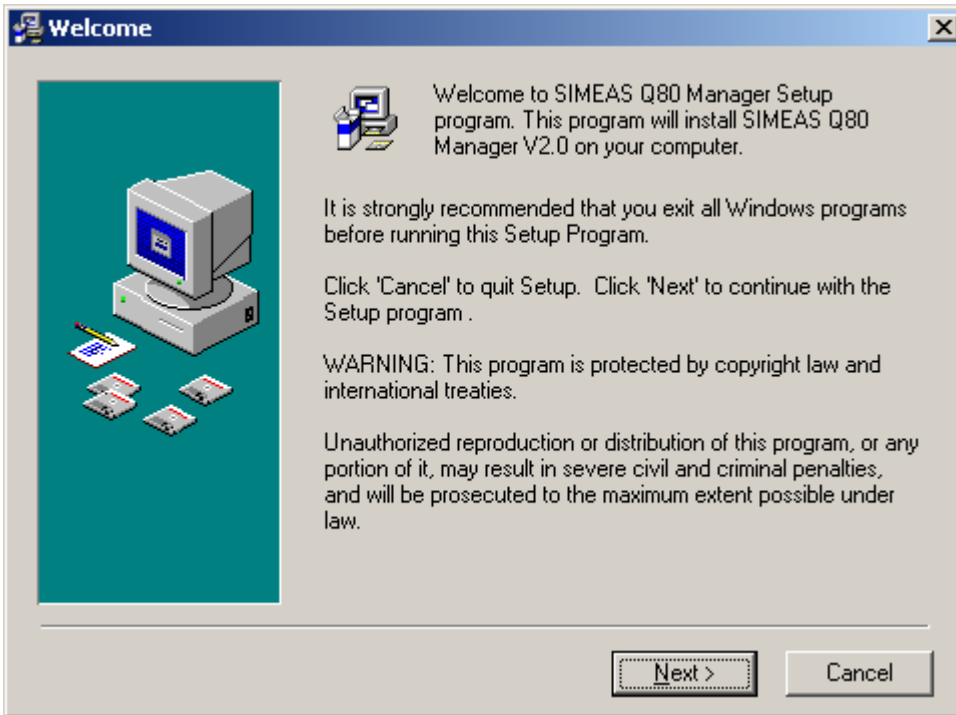 Welcome
Welcome to SIMEAS Q80 Manager Setup
program. This program will install SIMEAS Q80
Manager V2.0 on your computer.
It is strongly recommended that you exit all Windows programs
before running this Setup Program.
Click 'Cancel' to quit Setup.  Click 'Next' to continue with the
Setup program .
WARNING: This program is protected by copyright law and
international treaties.
Unauthorized reproduction or distribution of this program, or any
portion of it, may result in severe civil and criminal penalties,
and will be prosecuted to the maximum extent possible under
law.
Next >
Cancel